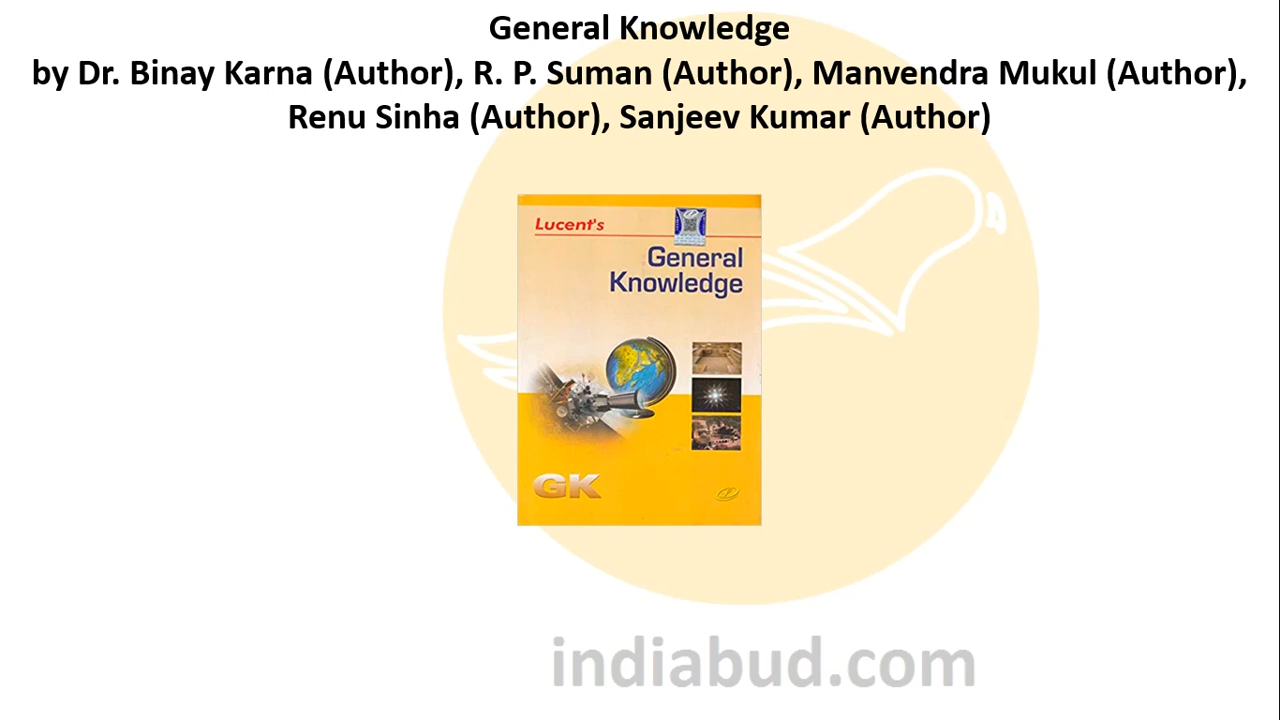 General Knowledge
by Dr. Binay Karna (Author), R. P. Suman (Author), Manvendra Mukul (Author),
Renu Sinha (Author), Sanjeev Kumar (Author)
Lucent's
General
Knowledge
GK
indiabud.com